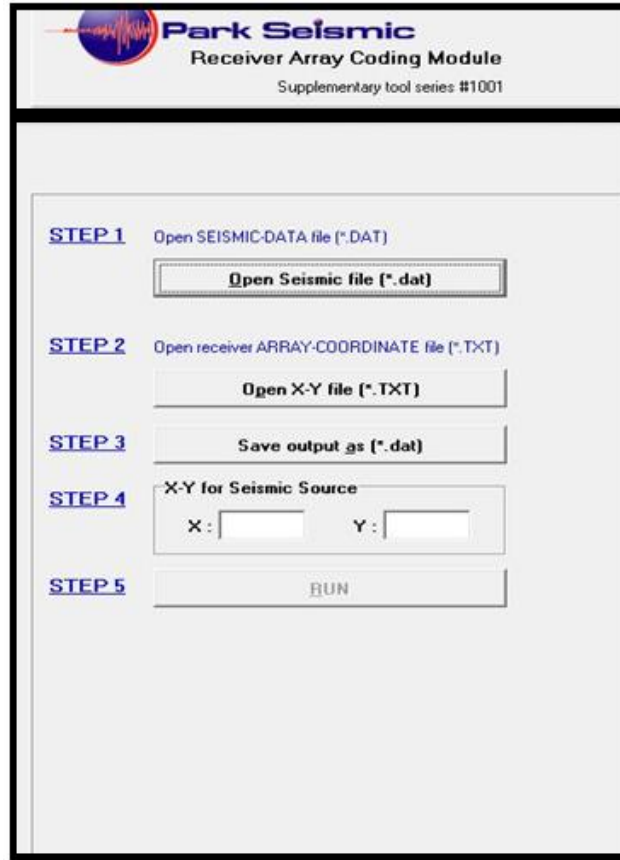 Park Seismic
Receiver Array Coding Module
Supplementary tool series #1001
STEP 1 Open SEISMIC-DATA file (*.DAT)
Open Seismic file (*.dat)
STEP 2 Open receiver ARRAY-COORDINATE file (*.TXT)
Open X-Y file (*.TXT)
STEP 3 Save output as (*.dat)
STEP 4 X-Y for Seismic Source
X : Y :
STEP 5 RUN